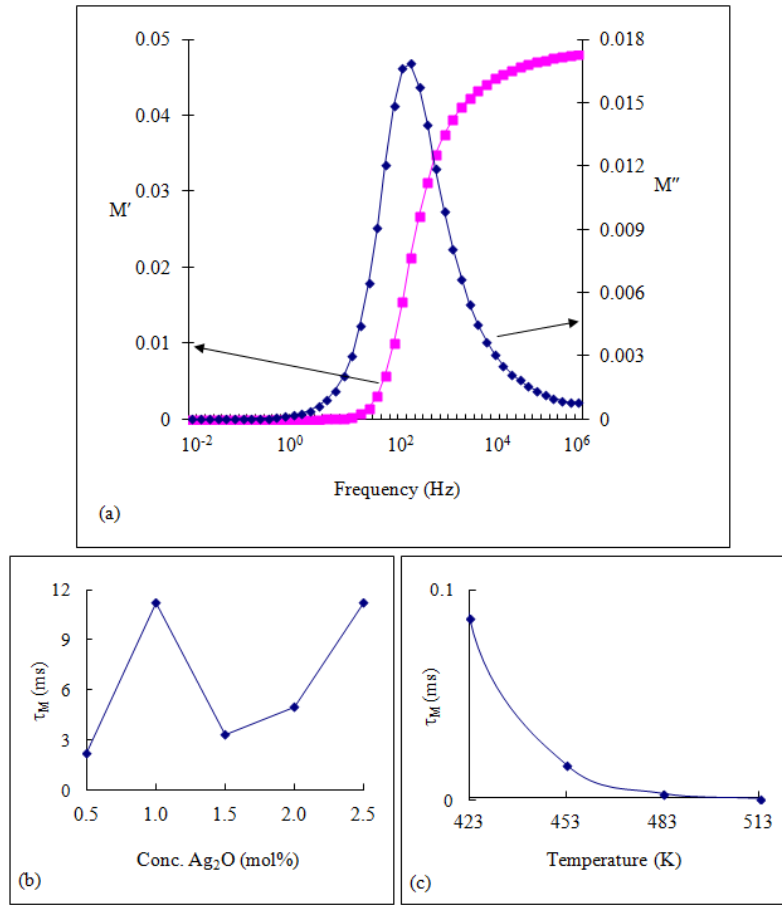 0.05 0.018
0.04 0.015
0.03 0.012
M′ M″
0.009
0.02
0.006
0.01
0.003
0 0
10⁻² 10⁰ 10² 10⁴ 10⁶
Frequency (Hz)
(a)
12
9
6
3
0
τM (ms)
0.5 1.0 1.5 2.0 2.5
Conc. Ag₂O (mol%)
(b)
0.1
τM (ms)
0
423 453 483 513
Temperature (K)
(c)